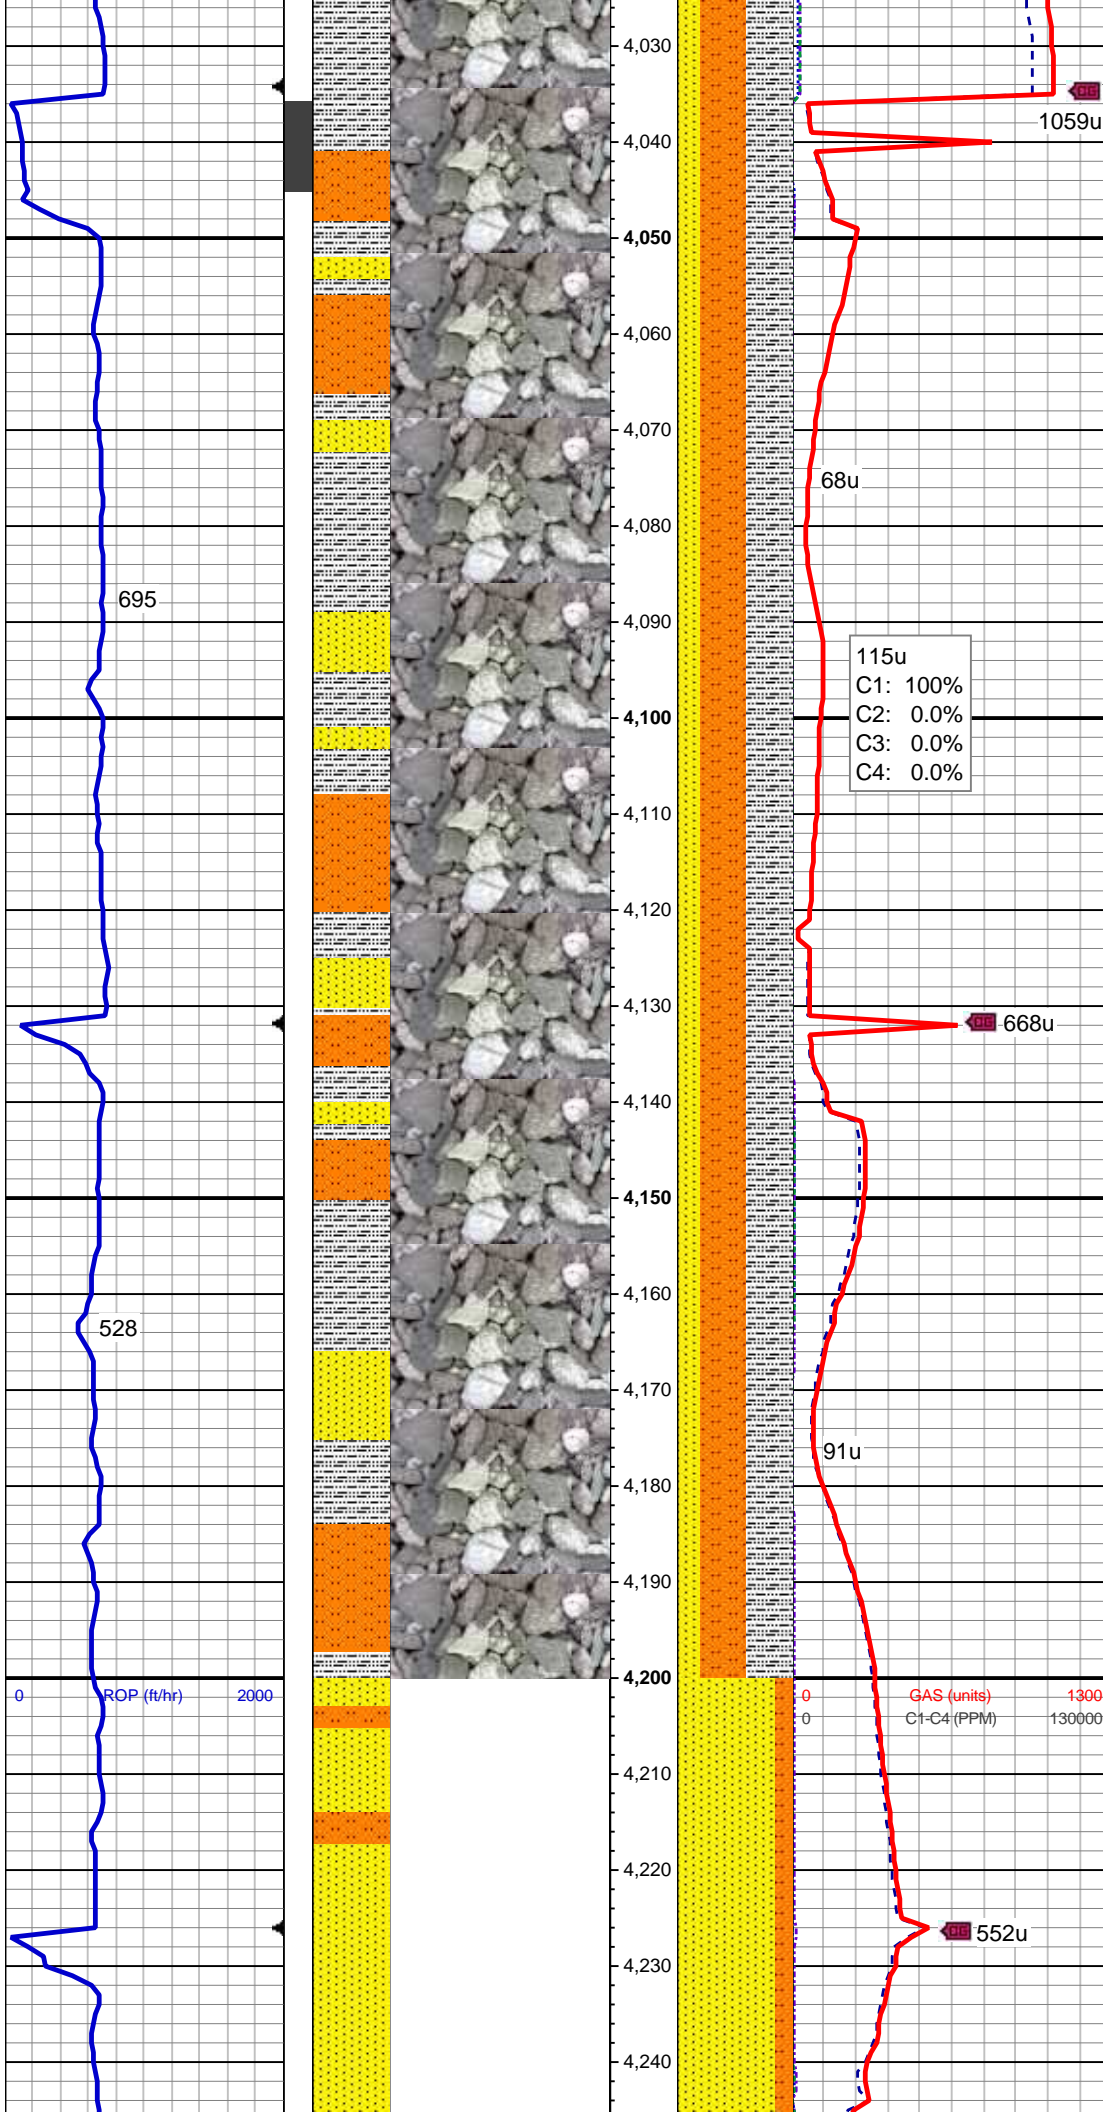 4,030
CG
1059u
4,040
4,050
4,060
4,070
68u
4,080
695
4,090
115u
C1: 100%
C2: 0.0%
C3: 0.0%
C4: 0.0%
4,100
4,110
4,120
4,130
CG 668u
4,140
4,150
4,160
528
4,170
91u
4,180
4,190
4,200
0 ROP (ft/hr) 2000
0 GAS (units) 1300
0 C1-C4 (PPM) 130000
4,210
4,220
CG 552u
4,230
4,240